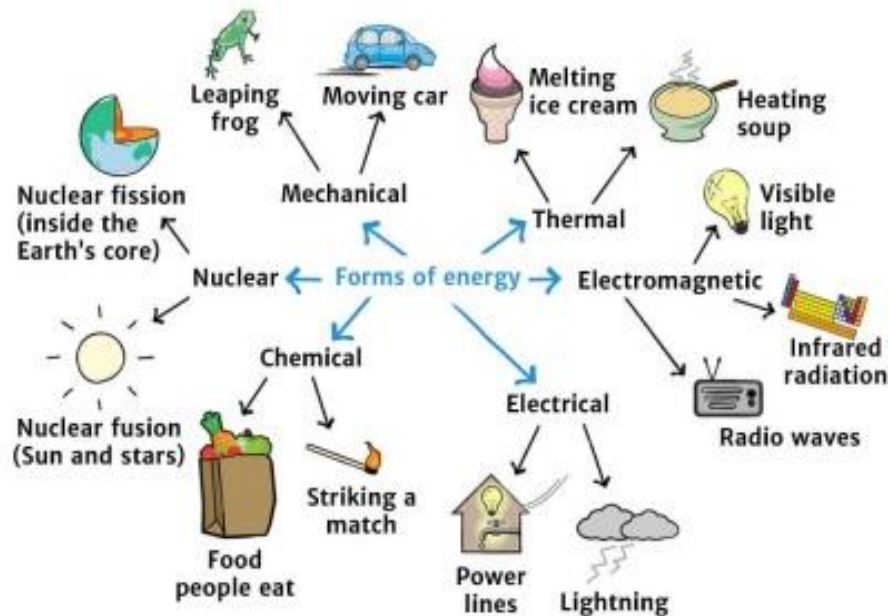 Leaping
frog
Moving car
Melting
ice cream
Heating
soup
Nuclear fission
(inside the
Earth's core)
Mechanical
Thermal
Visible
light
Nuclear
Forms of energy
Electromagnetic
Infrared
radiation
Chemical
Electrical
Radio waves
Nuclear fusion
(Sun and stars)
Striking a
match
Food
people eat
Power
lines
Lightning